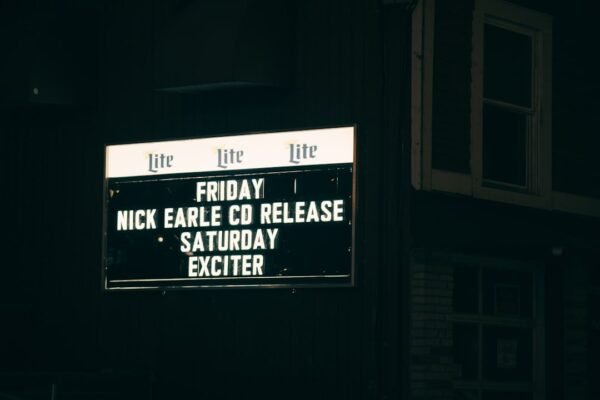 Lite Lite Lite
FRIDAY
NICK EARLE CD RELEASE
SATURDAY
EXCITER